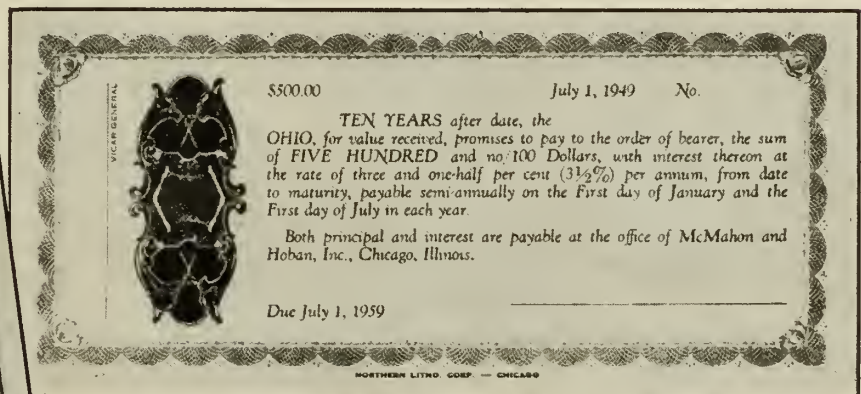 VICAR GENERAL
$500.00 July 1, 1949 No.
TEN YEARS after date, the
OHIO, for value received, promises to pay to the order of bearer, the sum
of FIVE HUNDRED and no/100 Dollars, with interest thereon at
the rate of three and one-half per cent (3½%) per annum, from date
to maturity, payable semi-annually on the First day of January and the
First day of July in each year.
Both principal and interest are payable at the office of McMahon and
Hoban, Inc., Chicago, Illinois.
Due July 1, 1959
NORTHERN LITHO. CORP. — CHICAGO